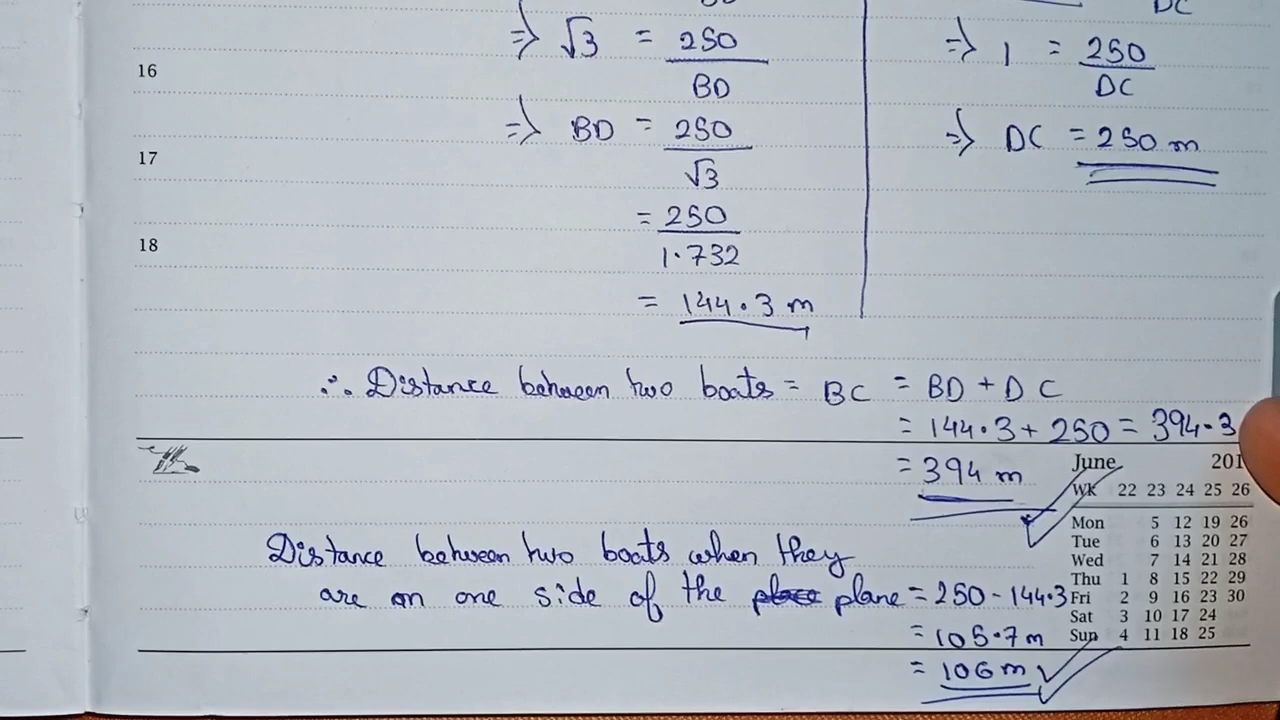 ⇒ √3 = 250
BD
⇒ BD = 250
√3
= 250
1.732
= 144.3 m
DC
⇒ 1 = 250
DC
⇒ DC = 250 m
16
17
18
∴ Distance between two boats = BC = BD + DC
= 144.3 + 250 = 394.3
= 394 m
Distance between two boats when they
are on one side of the plane = 250 - 144.3
= 105.7 m
= 106 m
June 201
Wk 22 23 24 25 26
Mon 5 12 19 26
Tue 6 13 20 27
Wed 7 14 21 28
Thu 1 8 15 22 29
Fri 2 9 16 23 30
Sat 3 10 17 24
Sun 4 11 18 25